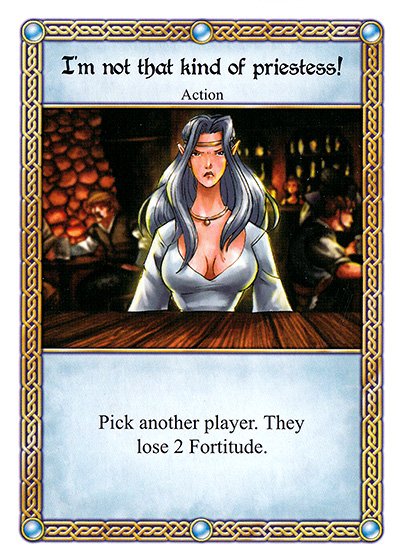 I'm not that kind of priestess!
Action
Pick another player. They
lose 2 Fortitude.